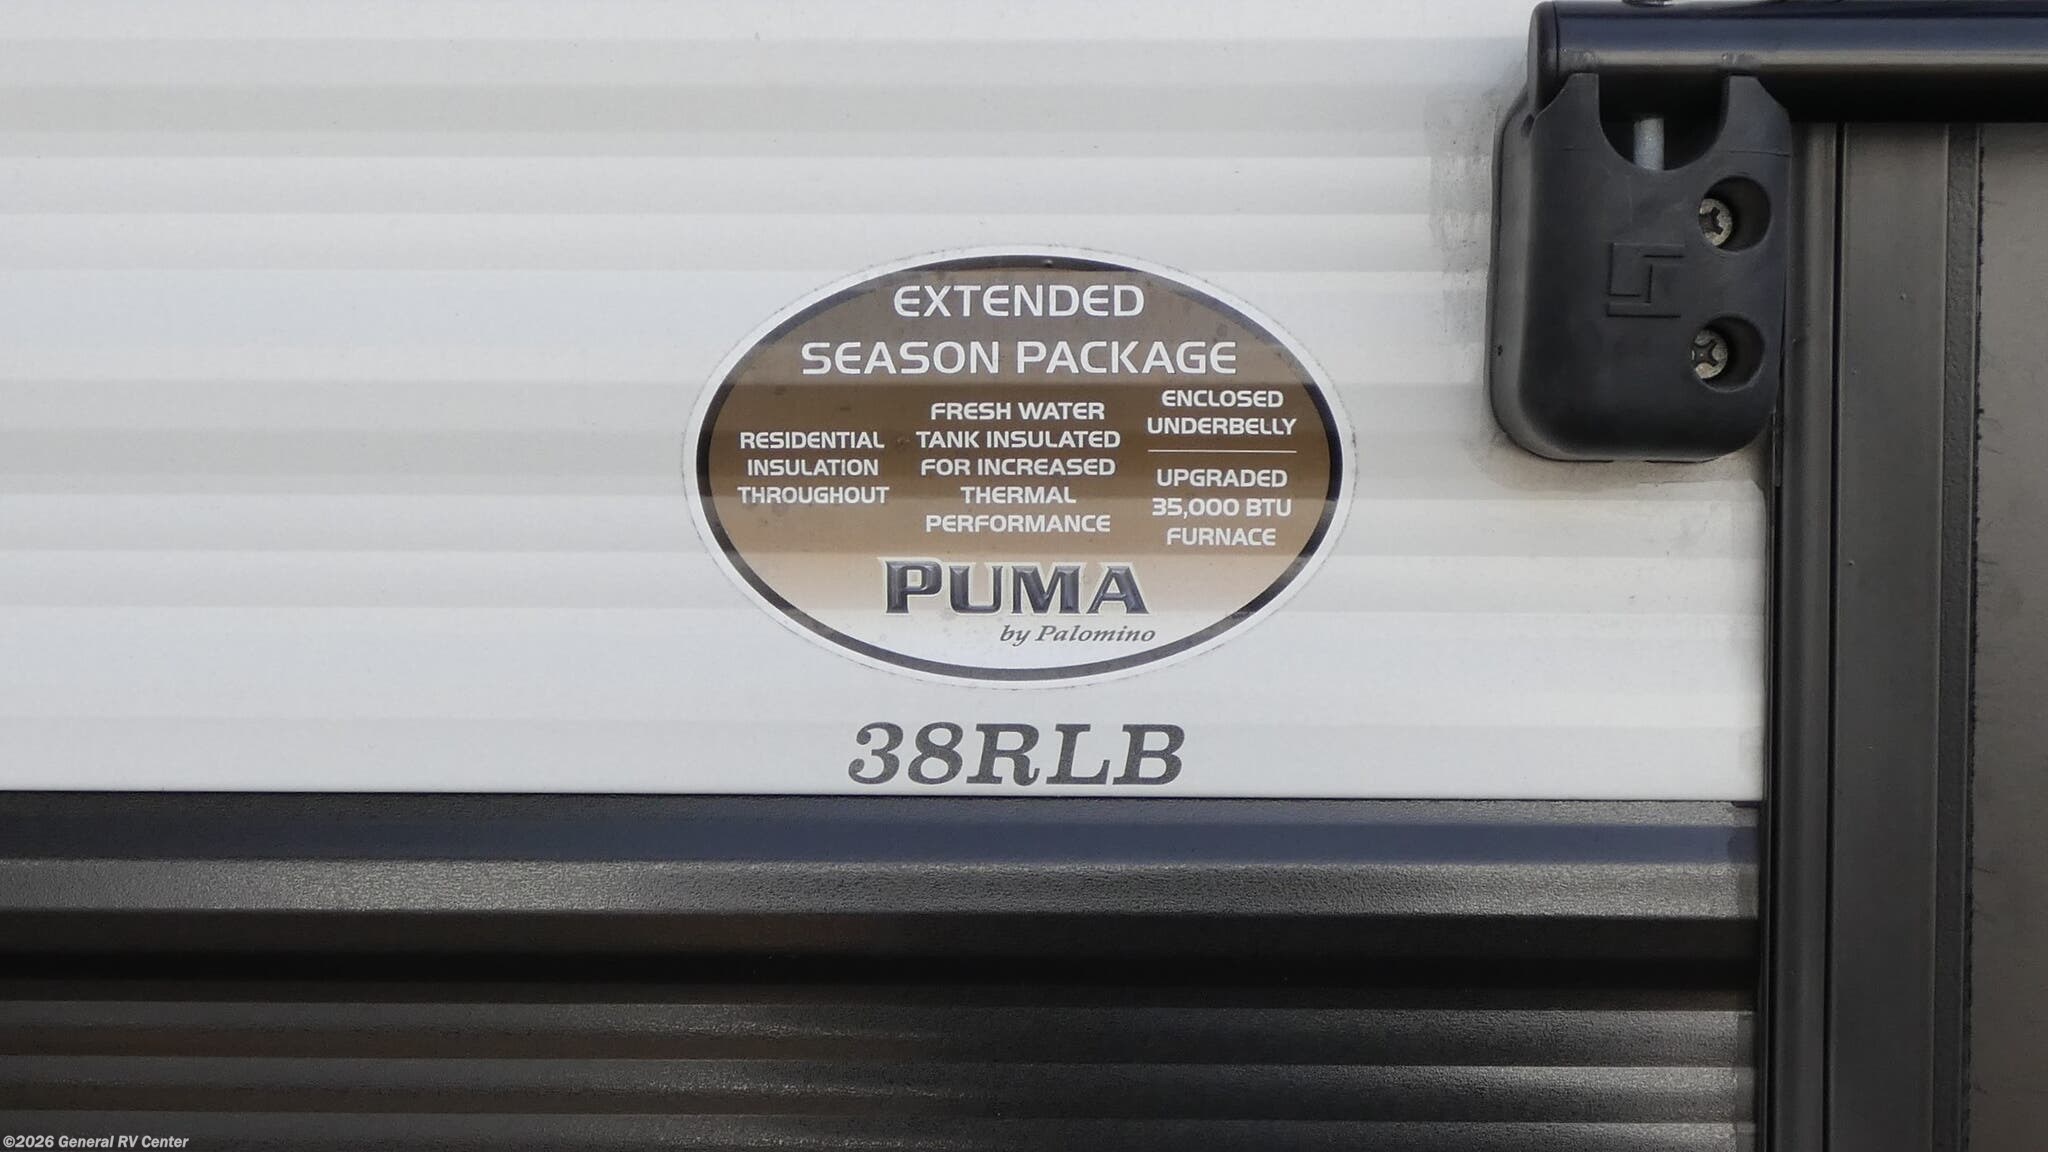 EXTENDED
SEASON PACKAGE
RESIDENTIAL
INSULATION
THROUGHOUT
FRESH WATER
TANK INSULATED
FOR INCREASED
THERMAL
PERFORMANCE
ENCLOSED
UNDERBELLY
UPGRADED
35,000 BTU
FURNACE
PUMA
by Palomino
38RLB
©2026 General RV Center